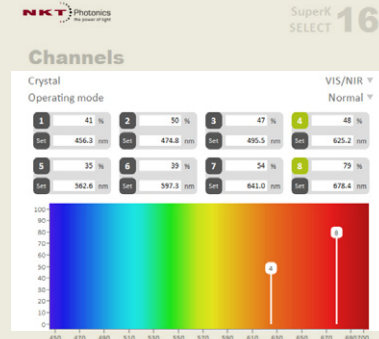 NKT Photonics
the power of light
SuperK
SELECT 16
Channels
Crystal VIS/NIR
Operating mode Normal
1 41 % 2 50 % 3 47 % 4 48 %
Set 456.3 nm Set 474.8 nm Set 495.5 nm Set 625.2 nm
5 35 % 6 39 % 7 54 % 8 79 %
Set 562.6 nm Set 597.3 nm Set 641.0 nm Set 678.4 nm
100
90
80
70
60
50
40
30
20
10
0
4
8
450 470 490 510 530 550 570 590 610 630 650 670 690 700